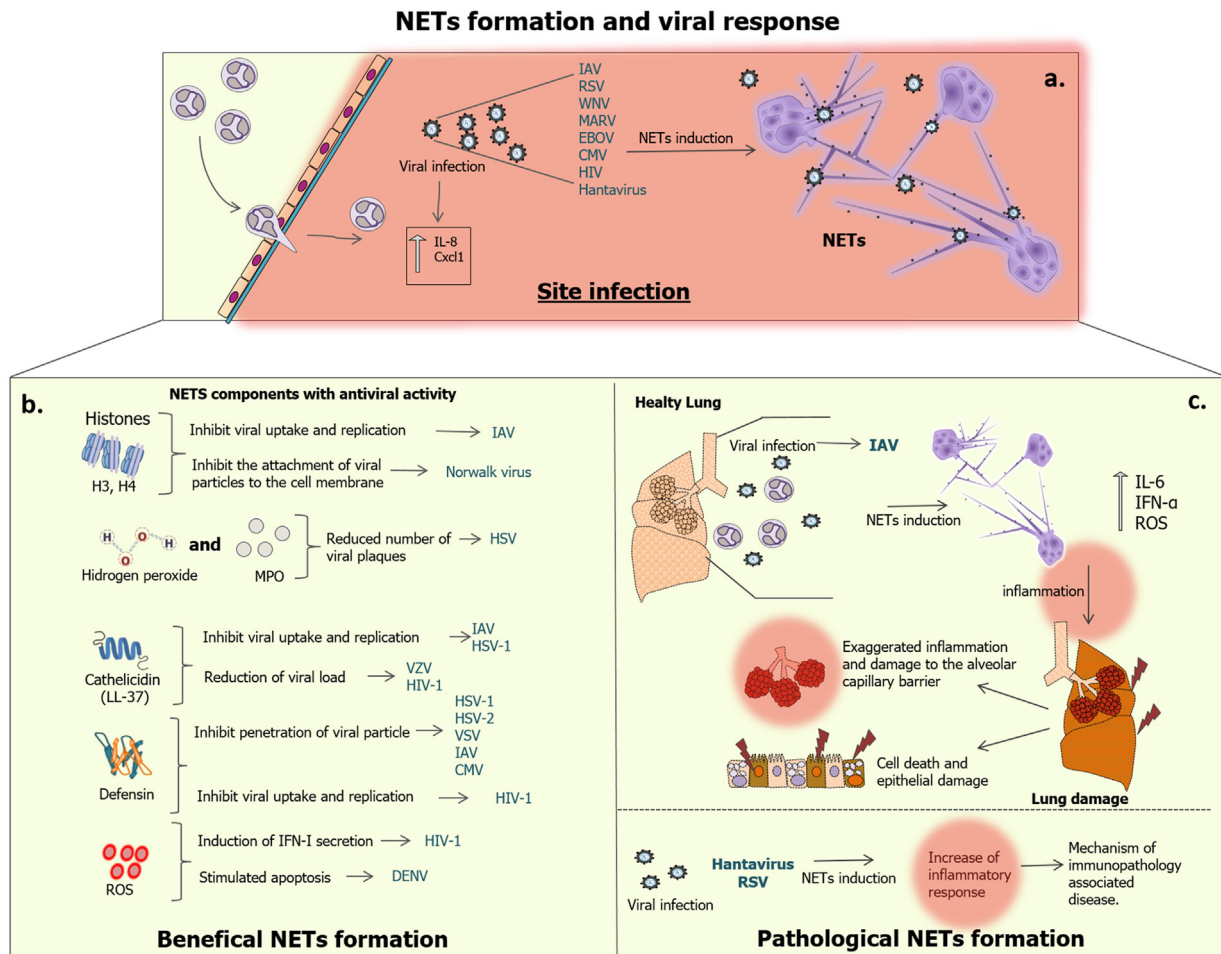 NETs formation and viral response
a.
IAV
RSV
WNV
MARV
EBOV
CMV
HIV
Hantavirus
Viral infection
NETs induction
IL-8
Cxcl1
NETs
Site infection
b.
NETS components with antiviral activity
Histones
H3, H4
Inhibit viral uptake and replication
IAV
Inhibit the attachment of viral
particles to the cell membrane
Norwalk virus
H
O
O
H
Hidrogen peroxide
and
MPO
Reduced number of
viral plaques
HSV
Cathelicidin
(LL-37)
Inhibit viral uptake and replication
IAV
HSV-1
Reduction of viral load
VZV
HIV-1
Defensin
Inhibit penetration of viral particle
HSV-1
HSV-2
VSV
IAV
CMV
Inhibit viral uptake and replication
HIV-1
ROS
Induction of IFN-I secretion
HIV-1
Stimulated apoptosis
DENV
Benefical NETs formation
c.
Healty Lung
Viral infection
IAV
NETs induction
IL-6
IFN-α
ROS
inflammation
Exaggerated inflammation
and damage to the alveolar
capillary barrier
Cell death and
epithelial damage
Lung damage
Viral infection
Hantavirus
RSV
NETs induction
Increase of
inflammatory
response
Mechanism of
immunopathology
associated
disease.
Pathological NETs formation